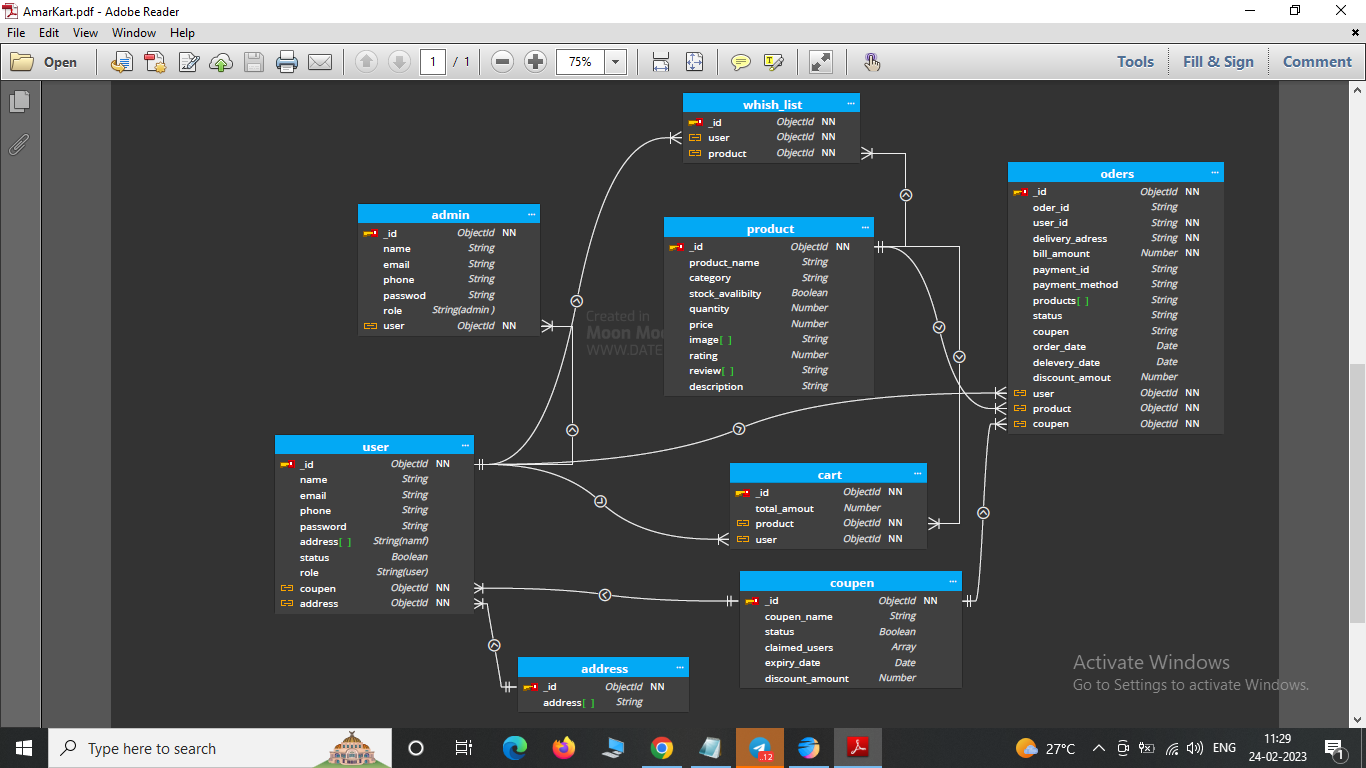 AmarKart.pdf - Adobe Reader
File Edit View Window Help
Open 1 / 1 75% Tools Fill & Sign Comment
whish_list ...
_id ObjectId NN
user ObjectId NN
product ObjectId NN
oders ...
_id ObjectId NN
oder_id String
user_id String NN
delivery_adress String NN
bill_amount Number NN
payment_id String
payment_method String
products[ ] String
status String
coupen String
order_date Date
delevery_date Date
discount_amout Number
user ObjectId NN
product ObjectId NN
coupen ObjectId NN
admin ...
_id ObjectId NN
name String
email String
phone String
passwod String
role String(admin )
user ObjectId NN
product ...
_id ObjectId NN
product_name String
category String
stock_avalibilty Boolean
quantity Number
price Number
image[ ] String
rating Number
review[ ] String
description String
Created in
Moon Mo
WWW.DATE
user ...
_id ObjectId NN
name String
email String
phone String
password String
address[ ] String(namf)
status Boolean
role String(user)
coupen ObjectId NN
address ObjectId NN
cart ...
_id ObjectId NN
total_amout Number
product ObjectId NN
user ObjectId NN
coupen ...
_id ObjectId NN
coupen_name String
status Boolean
claimed_users Array
expiry_date Date
discount_amount Number
address ...
_id ObjectId NN
address[ ] String
Activate Windows
Go to Settings to activate Windows.
Type here to search
..12
27°C ENG
11:29
24-02-2023
1